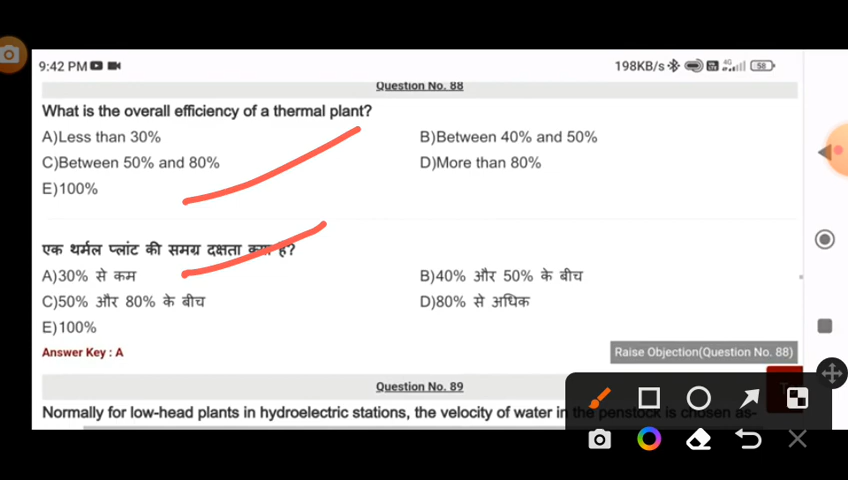 9:42 PM
198KB/s 4G 58
Question No. 88
What is the overall efficiency of a thermal plant?
A)Less than 30%
B)Between 40% and 50%
C)Between 50% and 80%
D)More than 80%
E)100%
एक थर्मल प्लांट की समग्र दक्षता क्या है?
A)30% से कम
B)40% और 50% के बीच
C)50% और 80% के बीच
D)80% से अधिक
E)100%
Answer Key : A
Raise Objection(Question No. 88)
Question No. 89
Normally for low-head plants in hydroelectric stations, the velocity of water in the penstock is chosen as-